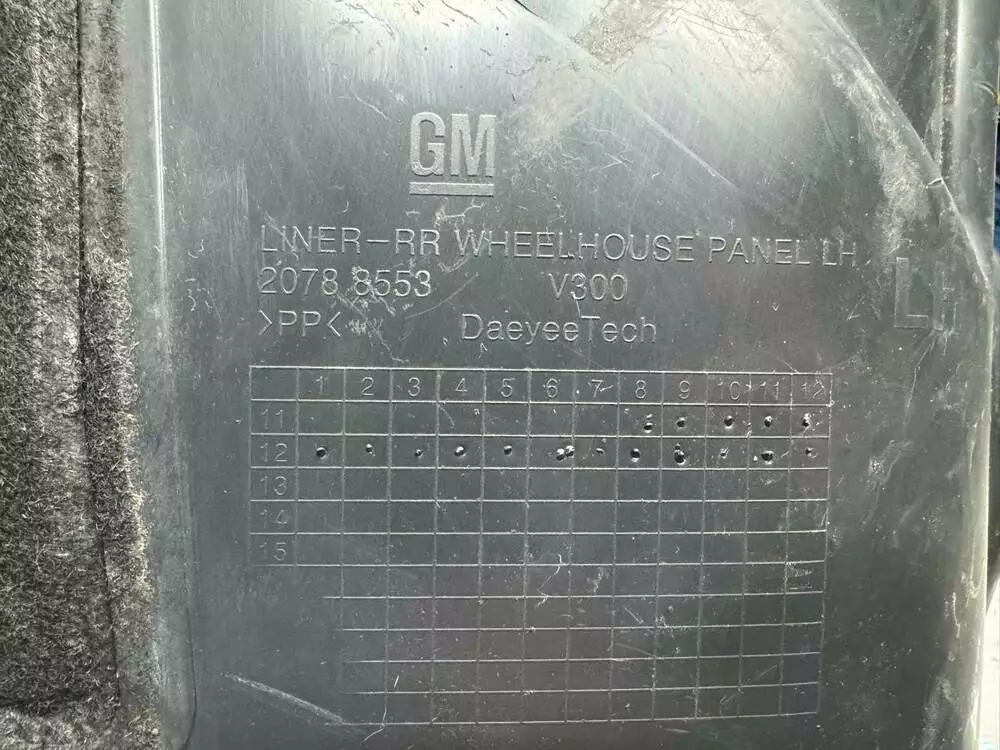 GM
LINER-RR WHEELHOUSE PANEL LH
2078 8553 V300
>PP< DaeyeeTech
LH
1 2 3 4 5 6 7 8 9 10 11 12
11
12
13
14
15